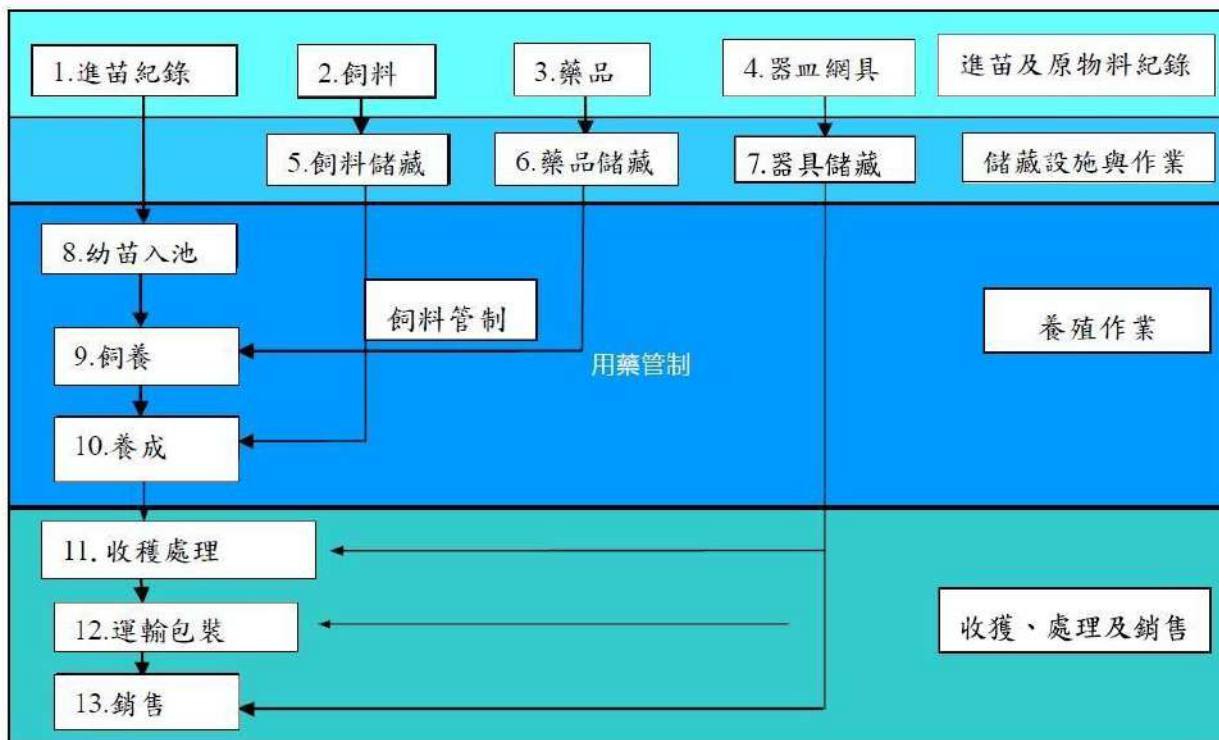 1.進苗紀錄
2.飼料
3.藥品
4.器皿網具
進苗及原物料紀錄
5.飼料儲藏
6.藥品儲藏
7.器具儲藏
儲藏設施與作業
8.幼苗入池
飼料管制
養殖作業
9.飼養
用藥管制
10.養成
11.收穫處理
12.運輸包裝
收獲、處理及銷售
13.銷售